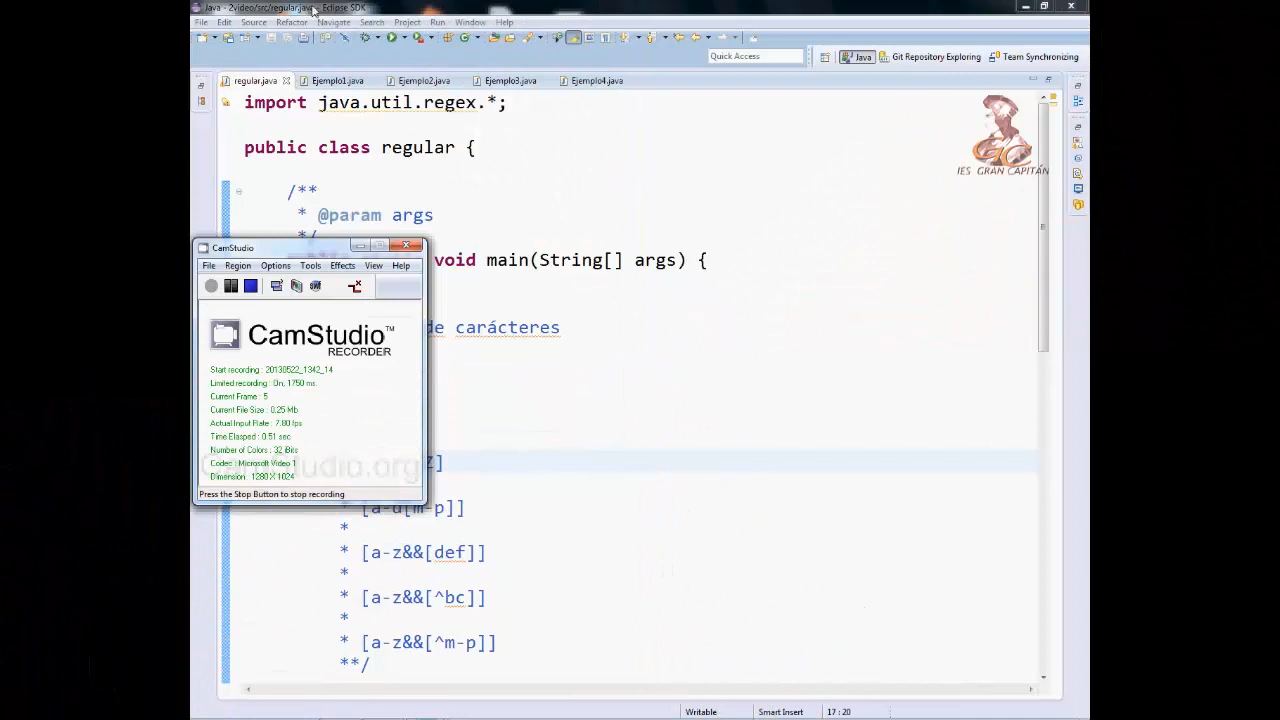 Java - 2video/src/regular.java - Eclipse SDK
File Edit Source Refactor Navigate Search Project Run Window Help
Quick Access
Java
Git Repository Exploring
Team Synchronizing
regular.java
Ejemplo1.java
Ejemplo2.java
Ejemplo3.java
Ejemplo4.java
import java.util.regex.*;
public class regular {
/**
* @param args
*/
void main(String[] args) {
de carácteres
Z]
* [a-d[m-p]]
*
* [a-z&&[def]]
*
* [a-z&&[^bc]]
*
* [a-z&&[^m-p]]
**/
GC
IES GRAN CAPITÁN
CamStudio
File Region Options Tools Effects View Help
CamStudio™
RECORDER
Start recording : 20130522_1342_14
Limited recording : On, 1750 ms.
Current Frame : 5
Current File Size : 0.25 Mb
Actual Input Rate : 7.80 fps
Time Elasped : 0.51 sec
Number of Colors : 32 Bits
Codec : Microsoft Video 1
Dimension : 1280 X 1024
CamStudio.org
Press the Stop Button to stop recording
Writable
Smart Insert
17 : 20